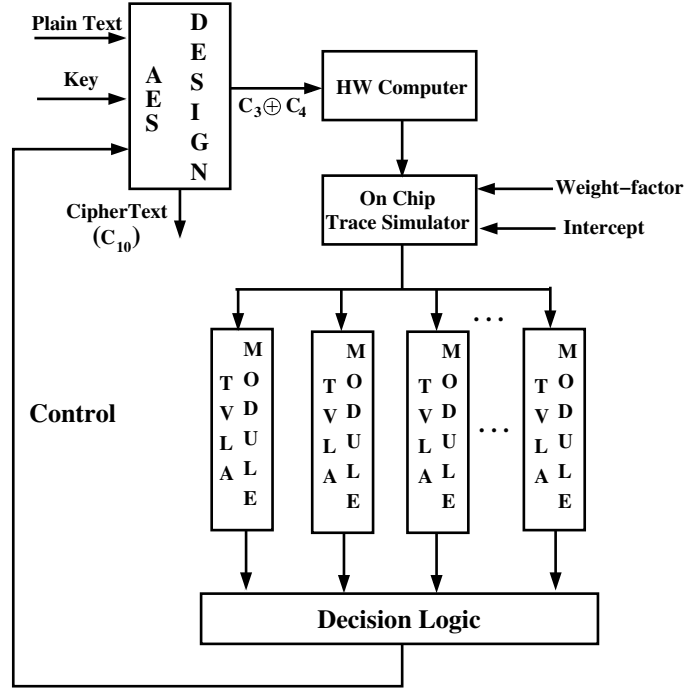 Plain Text
Key
AES
DESIGN
C3 ⊕ C4
HW Computer
CipherText
(C10)
On Chip
Trace Simulator
Weight−factor
Intercept
. . .
TVLA
MODULE
TVLA
MODULE
TVLA
MODULE
. . .
TVLA
MODULE
Control
Decision Logic